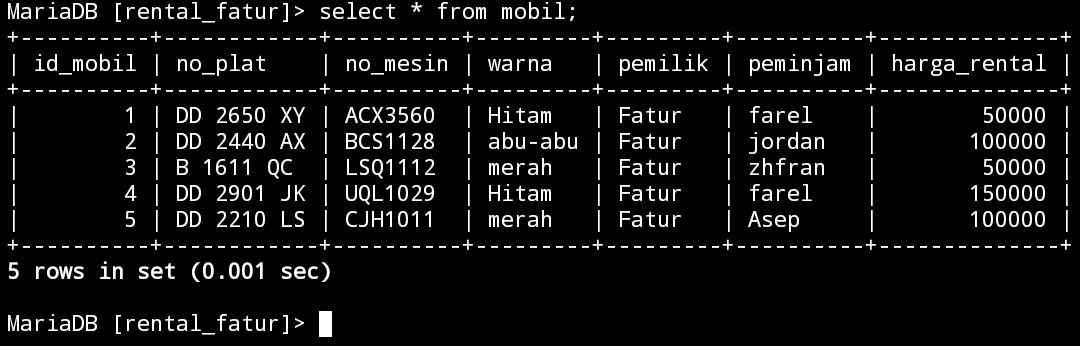 MariaDB [rental_fatur]> select * from mobil;
+----------+------------+----------+---------+---------+----------+--------------+
| id_mobil | no_plat    | no_mesin | warna   | pemilik | peminjam | harga_rental |
+----------+------------+----------+---------+---------+----------+--------------+
|        1 | DD 2650 XY | ACX3560  | Hitam   | Fatur   | farel    |        50000 |
|        2 | DD 2440 AX | BCS1128  | abu-abu | Fatur   | jordan   |       100000 |
|        3 | B 1611 QC  | LSQ1112  | merah   | Fatur   | zhfran   |        50000 |
|        4 | DD 2901 JK | UQL1029  | Hitam   | Fatur   | farel    |       150000 |
|        5 | DD 2210 LS | CJH1011  | merah   | Fatur   | Asep     |       100000 |
+----------+------------+----------+---------+---------+----------+--------------+
5 rows in set (0.001 sec)
MariaDB [rental_fatur]>